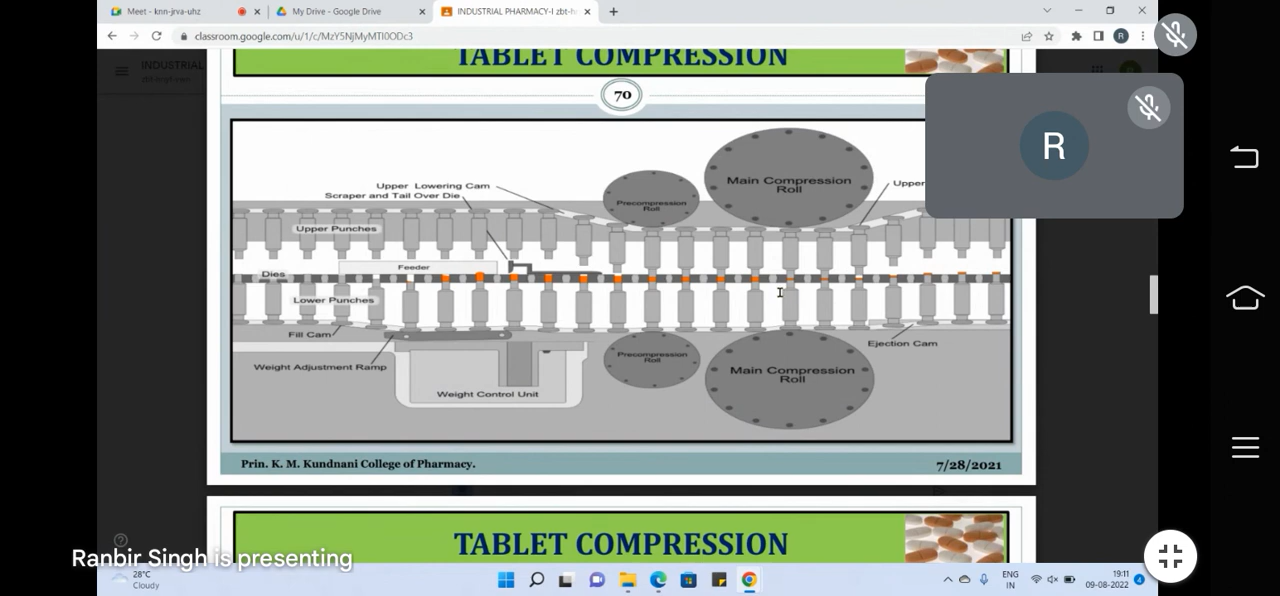 Meet - knn-jrva-uhz
My Drive - Google Drive
INDUSTRIAL PHARMACY-I zbt-h
classroom.google.com/u/1/c/MzY5NjMyMTI0ODc3
R
INDUSTRIAL
TABLET COMPRESSION
70
R
Upper Lowering Cam
Scraper and Tail Over Die
Precompression
Roll
Main Compression
Roll
Upper
Upper Punches
Feeder
Dies
Lower Punches
Fill Cam
Weight Adjustment Ramp
Weight Control Unit
Precompression
Roll
Main Compression
Roll
Ejection Cam
Prin. K. M. Kundnani College of Pharmacy.
7/28/2021
TABLET COMPRESSION
Ranbir Singh is presenting
28°C
Cloudy
ENG
IN
19:11
09-08-2022
4